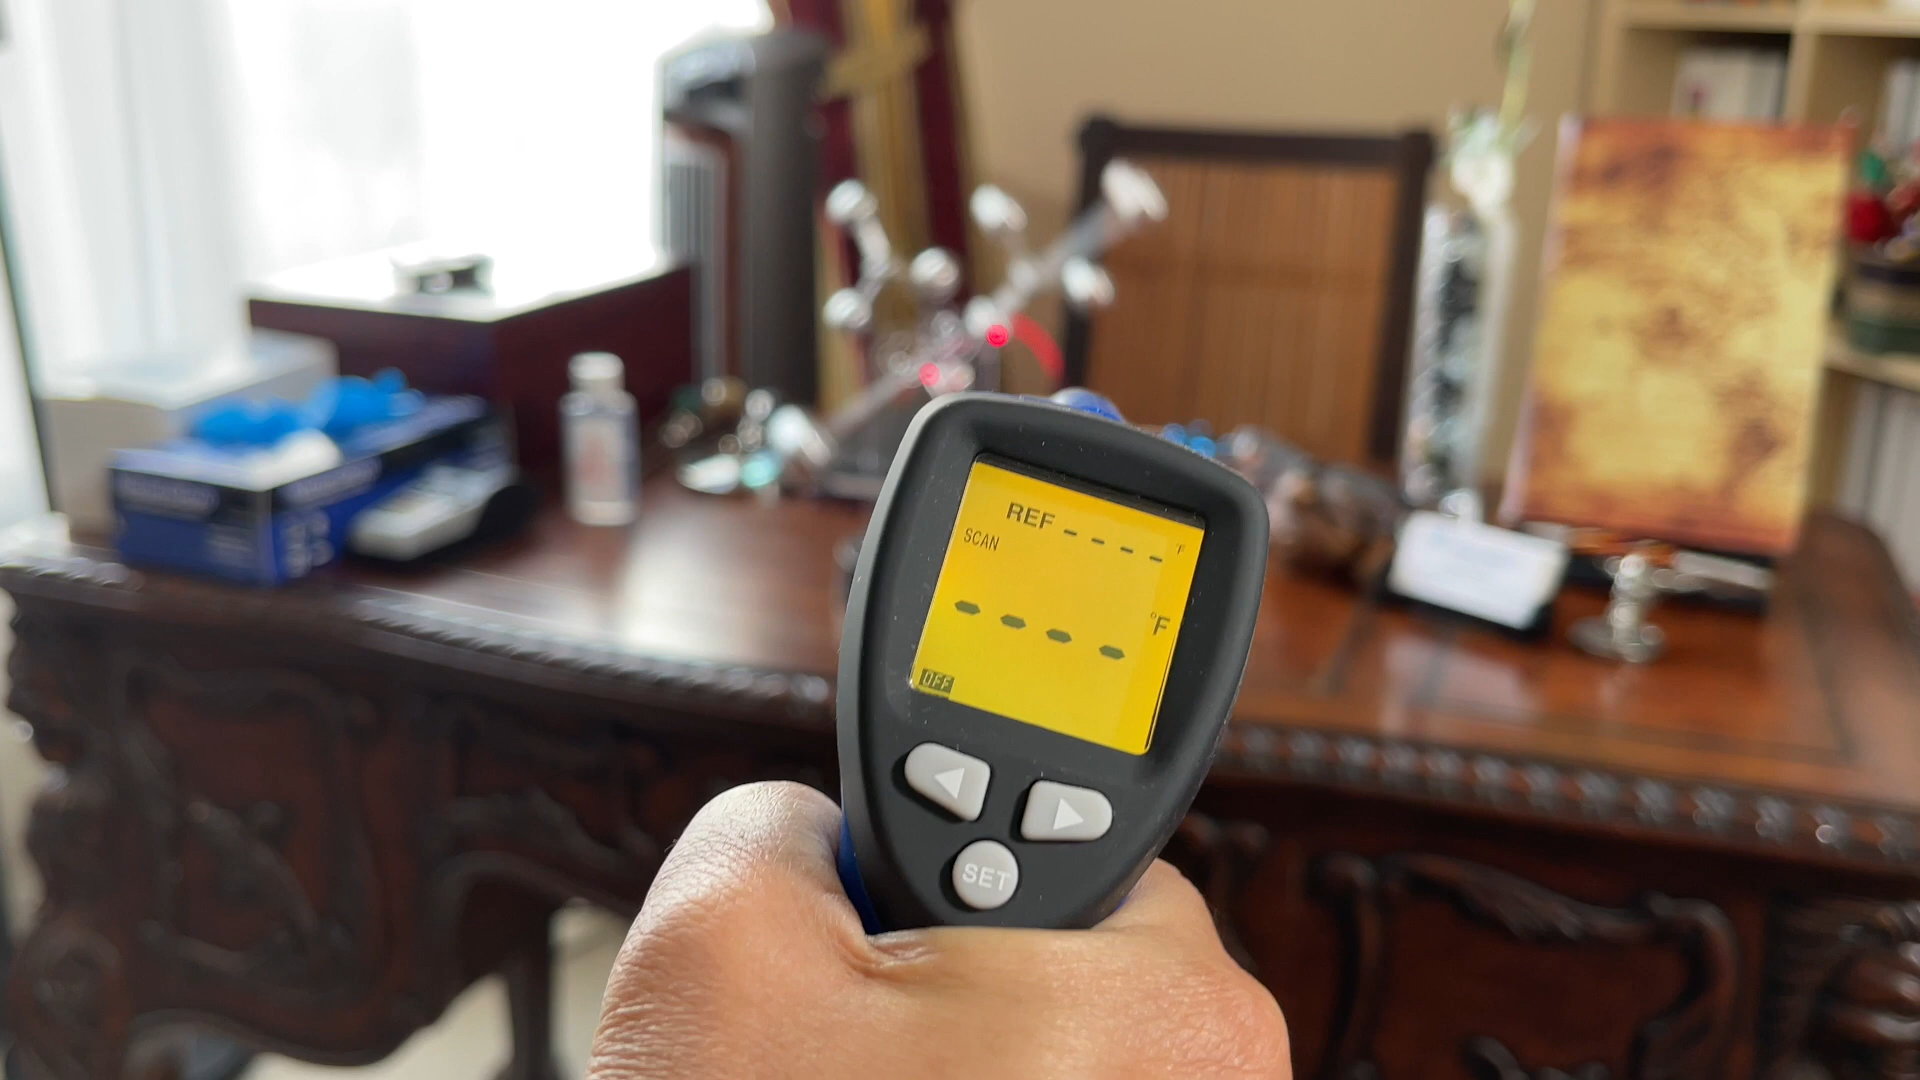 REF - - - - °F
SCAN
- - - - °F
OFF
SET